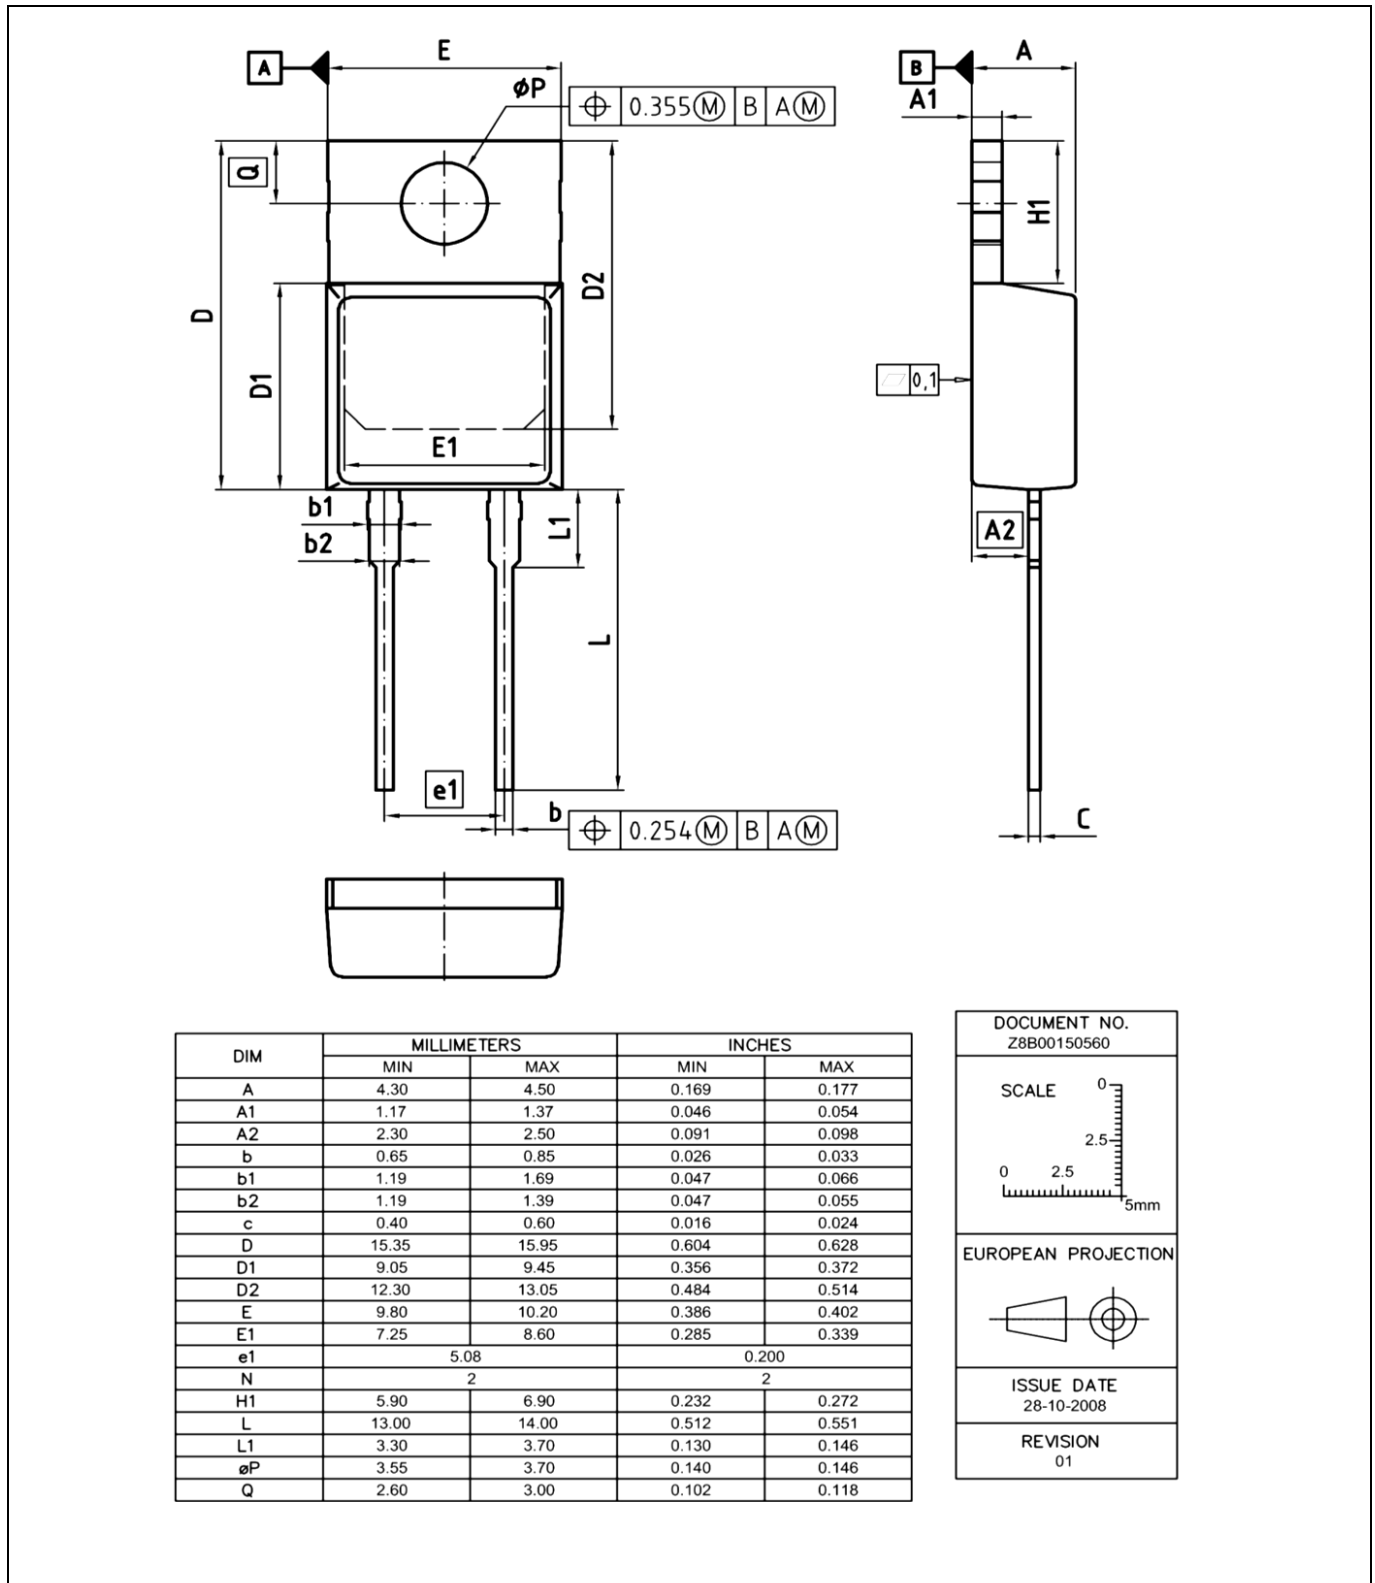 A
E
øP
0.355 Ⓜ B A Ⓜ
Q
D
D1
D2
E1
b1
b2
L1
L
e1
b
0.254 Ⓜ B A Ⓜ
B
A
A1
H1
0,1
A2
C
DIM MILLIMETERS INCHES
MIN MAX MIN MAX
A 4.30 4.50 0.169 0.177
A1 1.17 1.37 0.046 0.054
A2 2.30 2.50 0.091 0.098
b 0.65 0.85 0.026 0.033
b1 1.19 1.69 0.047 0.066
b2 1.19 1.39 0.047 0.055
c 0.40 0.60 0.016 0.024
D 15.35 15.95 0.604 0.628
D1 9.05 9.45 0.356 0.372
D2 12.30 13.05 0.484 0.514
E 9.80 10.20 0.386 0.402
E1 7.25 8.60 0.285 0.339
e1 5.08 0.200
N 2 2
H1 5.90 6.90 0.232 0.272
L 13.00 14.00 0.512 0.551
L1 3.30 3.70 0.130 0.146
øP 3.55 3.70 0.140 0.146
Q 2.60 3.00 0.102 0.118
DOCUMENT NO.
Z8B00150560
SCALE
0
2.5
0 2.5
5mm
EUROPEAN PROJECTION
ISSUE DATE
28-10-2008
REVISION
01